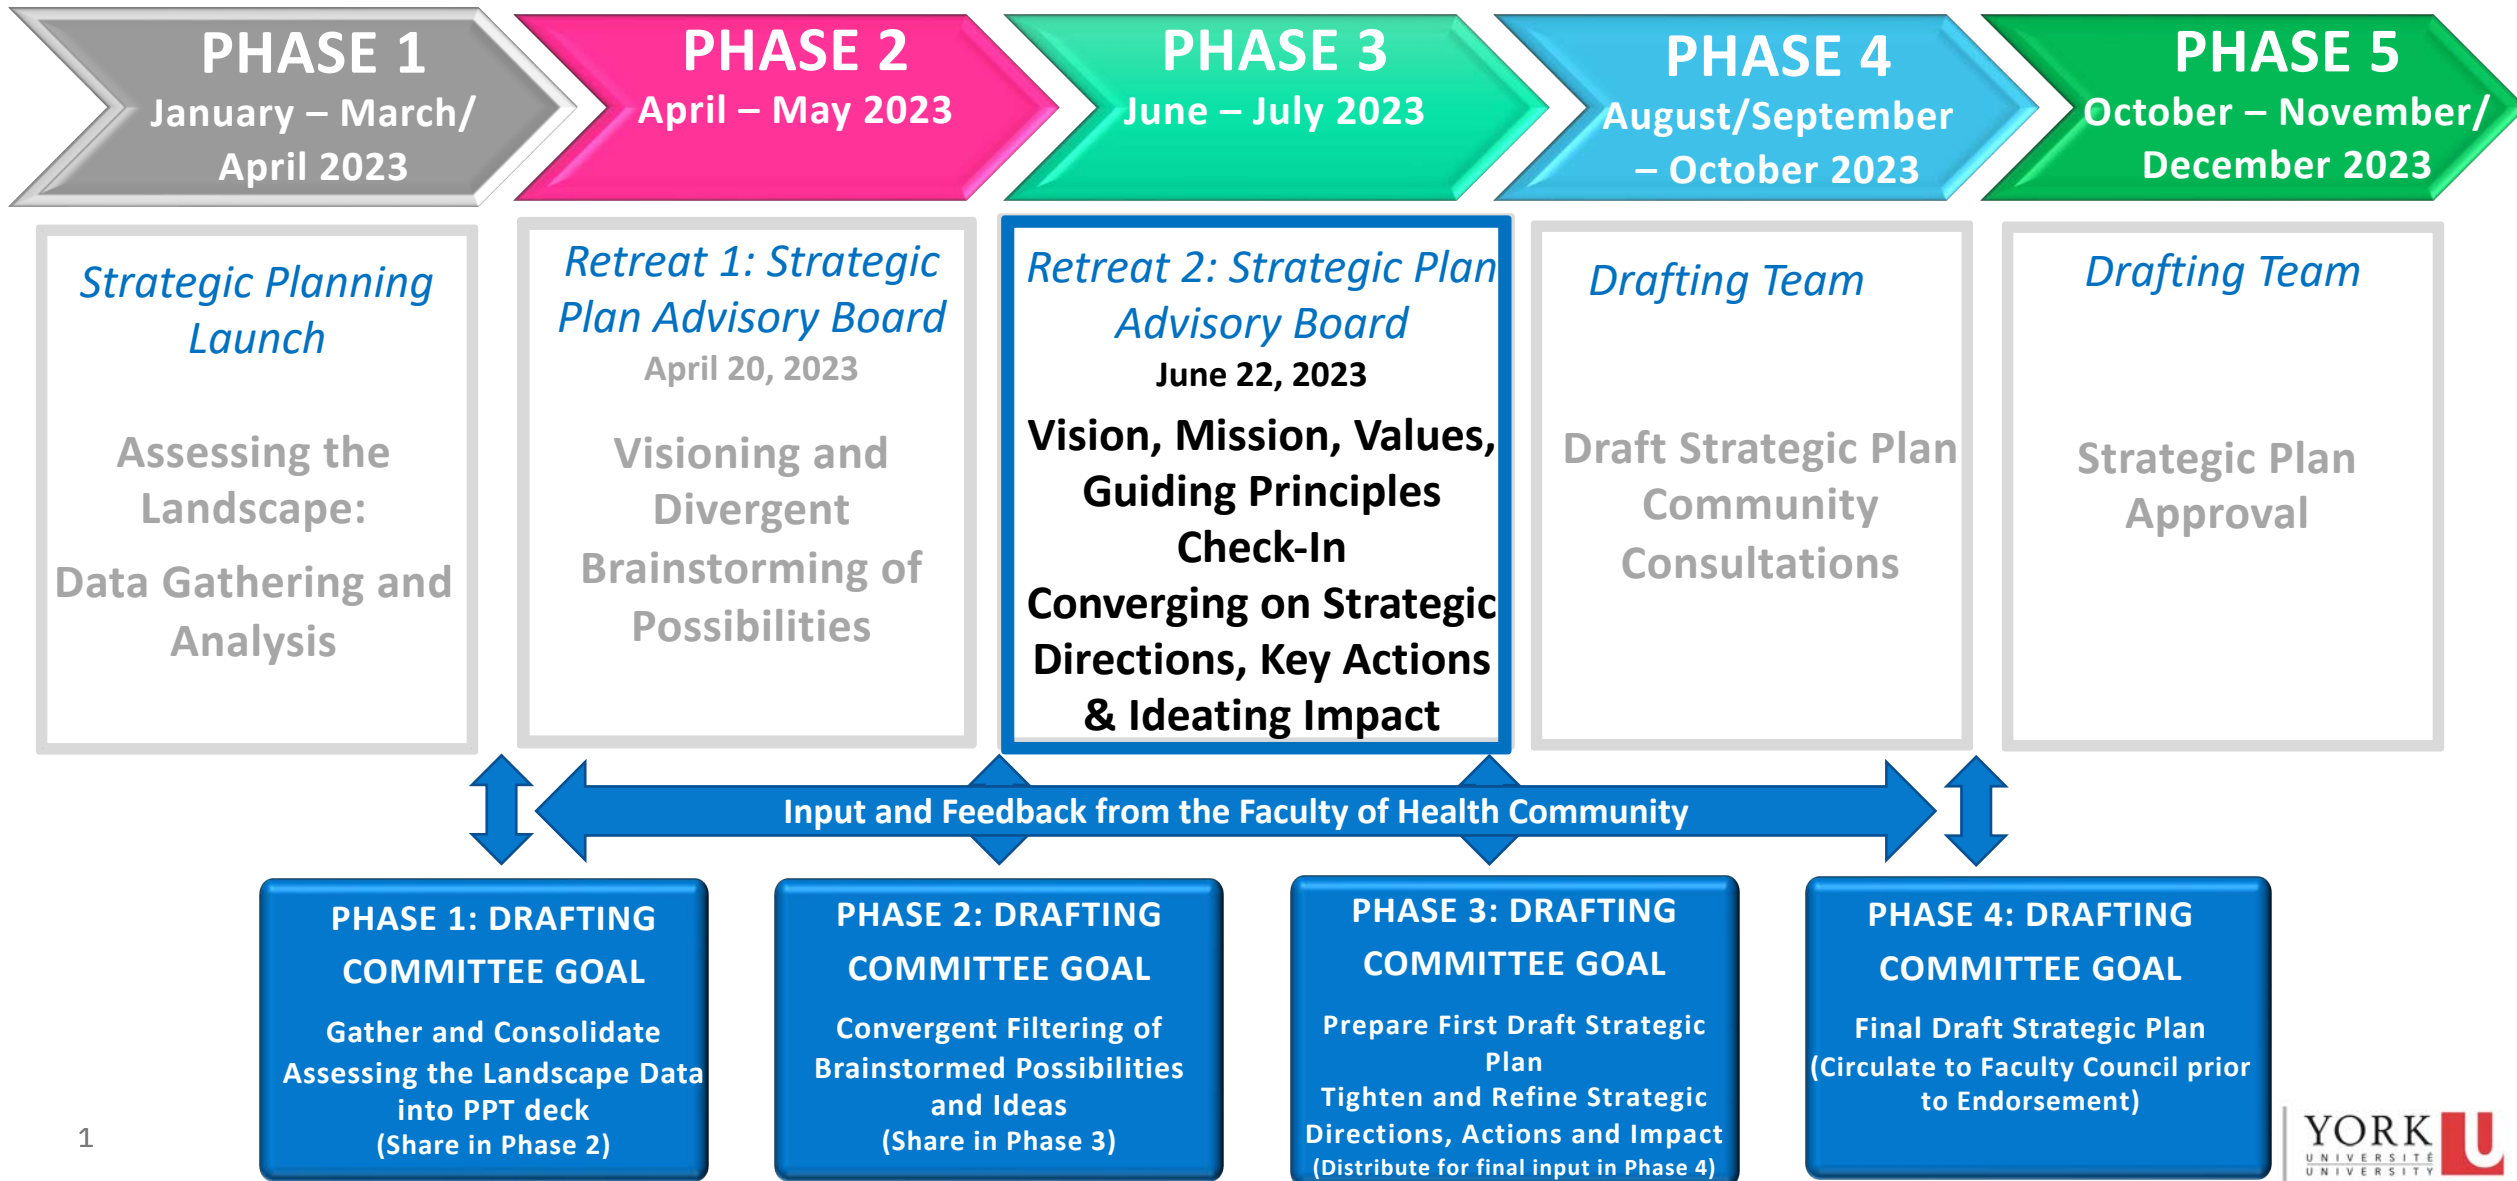 PHASE 1
January – March/
April 2023
PHASE 2
April – May 2023
PHASE 3
June – July 2023
PHASE 4
August/September
– October 2023
PHASE 5
October – November/
December 2023
Strategic Planning
Launch
Assessing the
Landscape:
Data Gathering and
Analysis
Retreat 1: Strategic
Plan Advisory Board
April 20, 2023
Visioning and
Divergent
Brainstorming of
Possibilities
Retreat 2: Strategic Plan
Advisory Board
June 22, 2023
Vision, Mission, Values,
Guiding Principles
Check-In
Converging on Strategic
Directions, Key Actions
& Ideating Impact
Drafting Team
Draft Strategic Plan
Community
Consultations
Drafting Team
Strategic Plan
Approval
Input and Feedback from the Faculty of Health Community
PHASE 1: DRAFTING
COMMITTEE GOAL
Gather and Consolidate
Assessing the Landscape Data
into PPT deck
(Share in Phase 2)
PHASE 2: DRAFTING
COMMITTEE GOAL
Convergent Filtering of
Brainstormed Possibilities
and Ideas
(Share in Phase 3)
PHASE 3: DRAFTING
COMMITTEE GOAL
Prepare First Draft Strategic
Plan
Tighten and Refine Strategic
Directions, Actions and Impact
(Distribute for final input in Phase 4)
PHASE 4: DRAFTING
COMMITTEE GOAL
Final Draft Strategic Plan
(Circulate to Faculty Council prior
to Endorsement)
1
YORK U
UNIVERSITÉ
UNIVERSITY